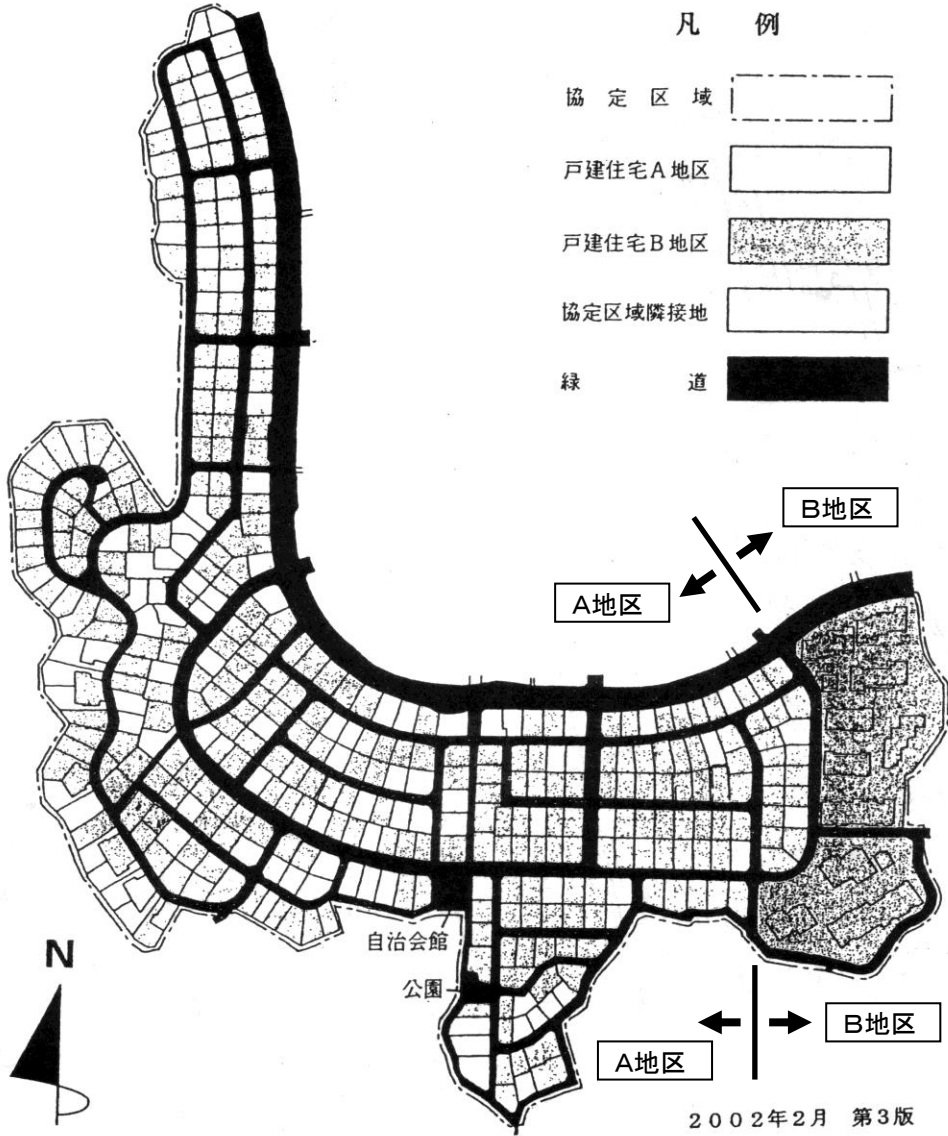 凡 例
協定区域
戸建住宅A地区
戸建住宅B地区
協定区域隣接地
緑道
B地区
A地区
自治会館
N
公園
B地区
A地区
2002年2月 第3版